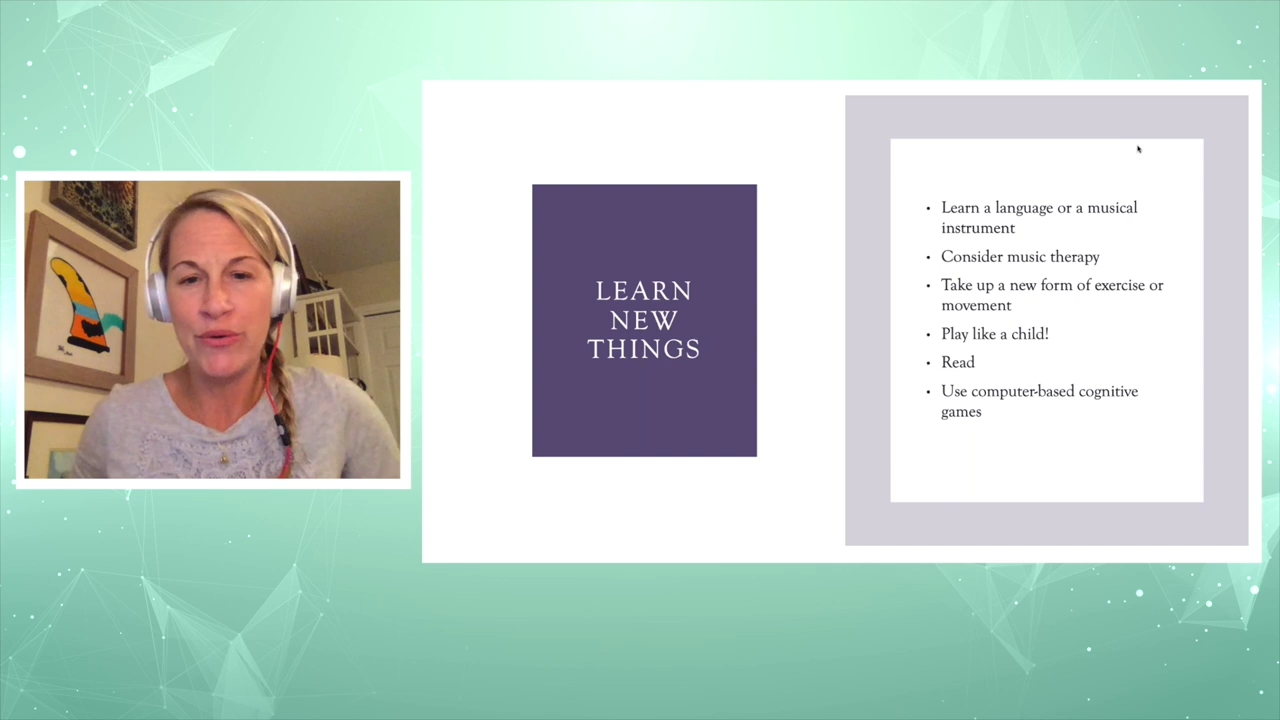 LEARN
NEW
THINGS
• Learn a language or a musical
instrument
• Consider music therapy
• Take up a new form of exercise or
movement
• Play like a child!
• Read
• Use computer-based cognitive
games